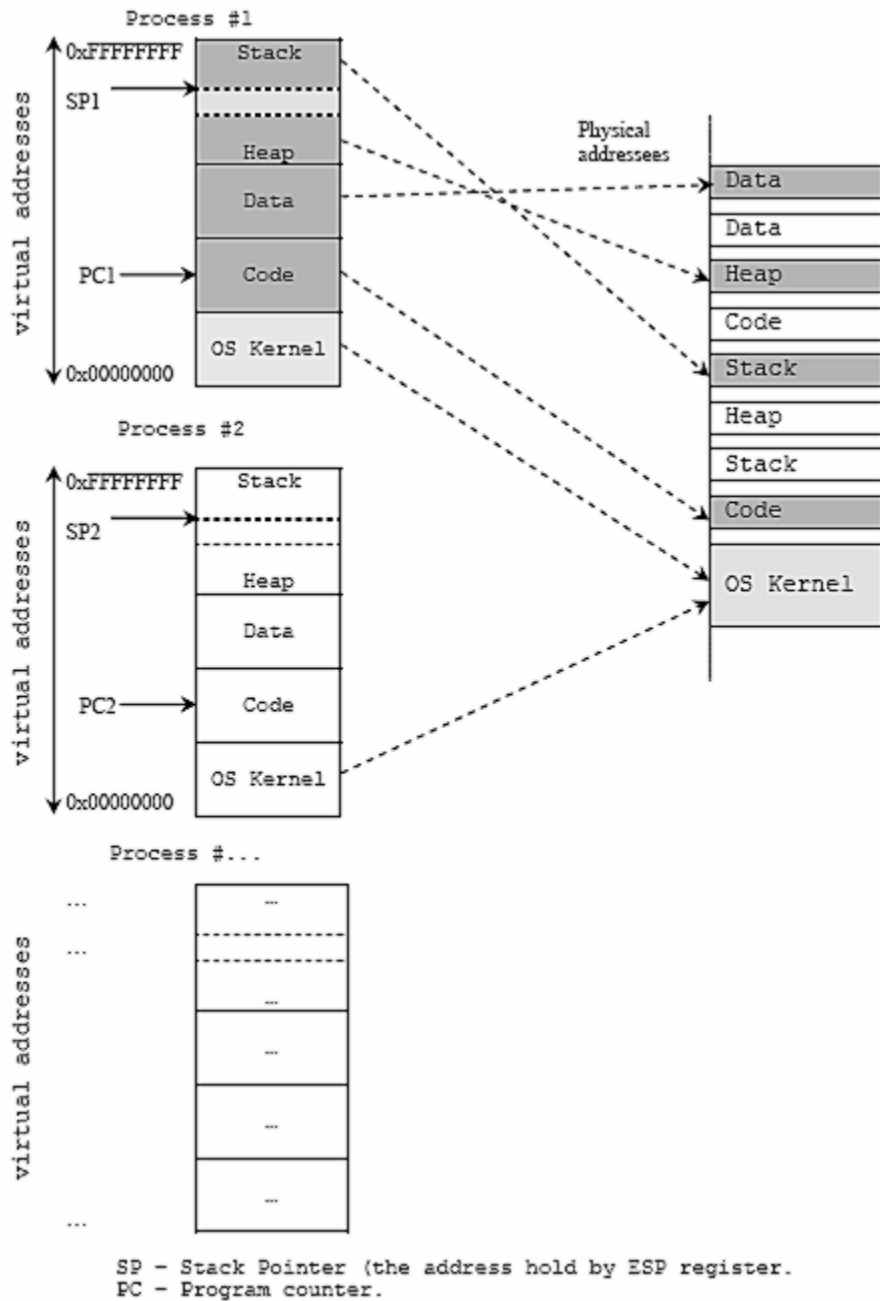 Process #1
0xFFFFFFFF
Stack
SP1
Heap
Data
PC1
Code
OS Kernel
0x00000000
virtual addresses
Process #2
0xFFFFFFFF
Stack
SP2
Heap
Data
PC2
Code
OS Kernel
0x00000000
virtual addresses
Process #...
...
...
...
...
...
...
...
...
virtual addresses
Physical
addressees
Data
Data
Heap
Code
Stack
Heap
Stack
Code
OS Kernel
SP - Stack Pointer (the address hold by ESP register.
PC - Program counter.